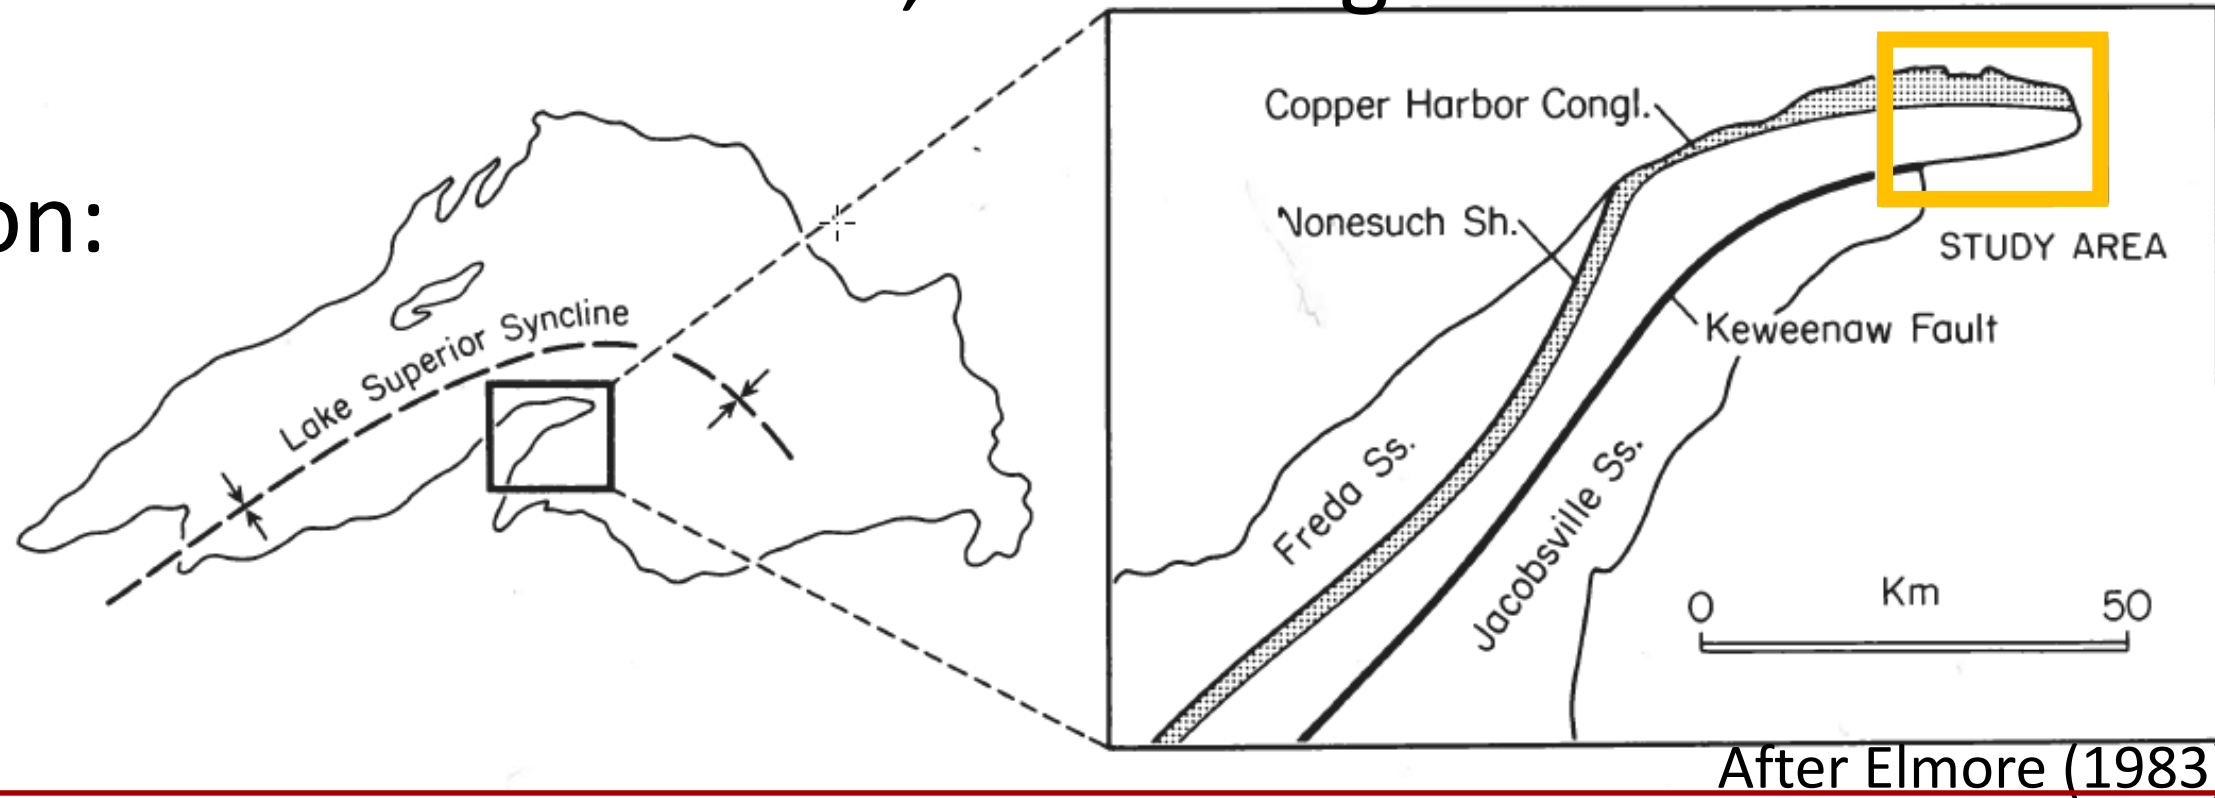 on:
Lake Superior Syncline
Copper Harbor Congl.
Nonesuch Sh.
STUDY AREA
Keweenaw Fault
Freda Ss.
Jacobsville Ss.
Km
0 50
After Elmore (1983